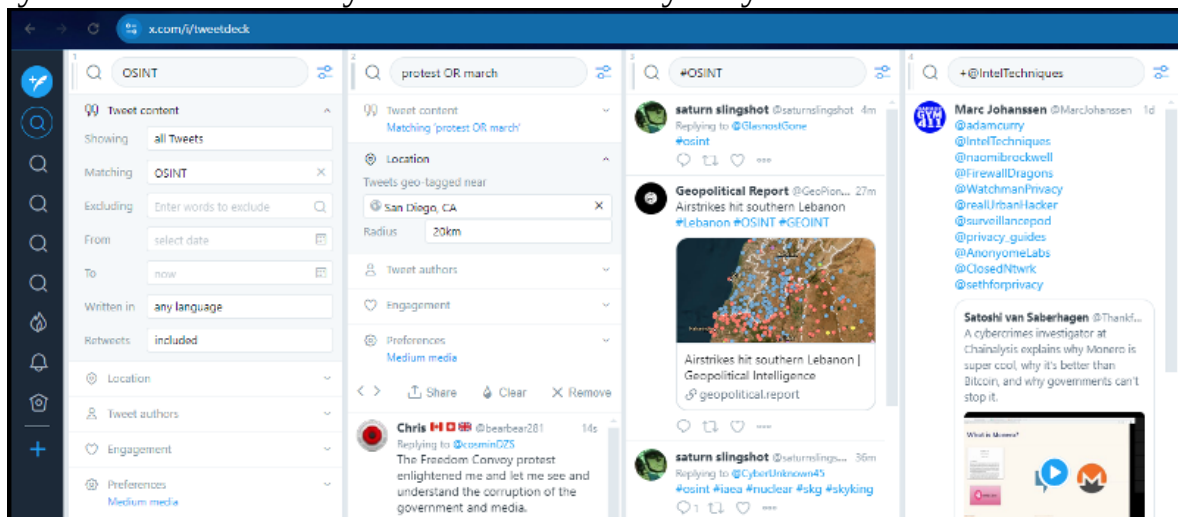 x.com/i/tweetdeck
1
OSINT
Tweet content
Showing
all Tweets
Matching
OSINT
Excluding
Enter words to exclude
From
select date
To
now
Written in
any language
Retweets
included
Location
Tweet authors
Engagement
Preferences
Medium media
2
protest OR march
Tweet content
Matching 'protest OR march'
Location
Tweets geo-tagged near
San Diego, CA
Radius
20km
Tweet authors
Engagement
Preferences
Medium media
Share
Clear
Remove
Chris @bearbear281 14s
Replying to @cosminDZS
The Freedom Convoy protest
enlightened me and let me see and
understand the corruption of the
government and media.
3
#OSINT
saturn slingshot @saturnslingshot 4m
Replying to @GlasnostGone
#osint
Geopolitical Report @GeoPion... 27m
Airstrikes hit southern Lebanon
#Lebanon #OSINT #GEOINT
Airstrikes hit southern Lebanon |
Geopolitical Intelligence
geopolitical.report
saturn slingshot @saturnslings... 36m
Replying to @CyberUnknown45
#osint #iaea #nuclear #skg #skyking
1
4
+@IntelTechniques
Marc Johanssen @MarcJohanssen 1d
@adamcurry
@IntelTechniques
@naomibrockwell
@FirewallDragons
@WatchmanPrivacy
@realUrbanHacker
@surveillancepod
@privacy_guides
@AnonyomeLabs
@ClosedNtwrk
@sethforprivacy
Satoshi van Saberhagen @Thankf...
A cybercrimes investigator at
Chainalysis explains why Monero is
super cool, why it's better than
Bitcoin, and why governments can't
stop it.
What is Monero?